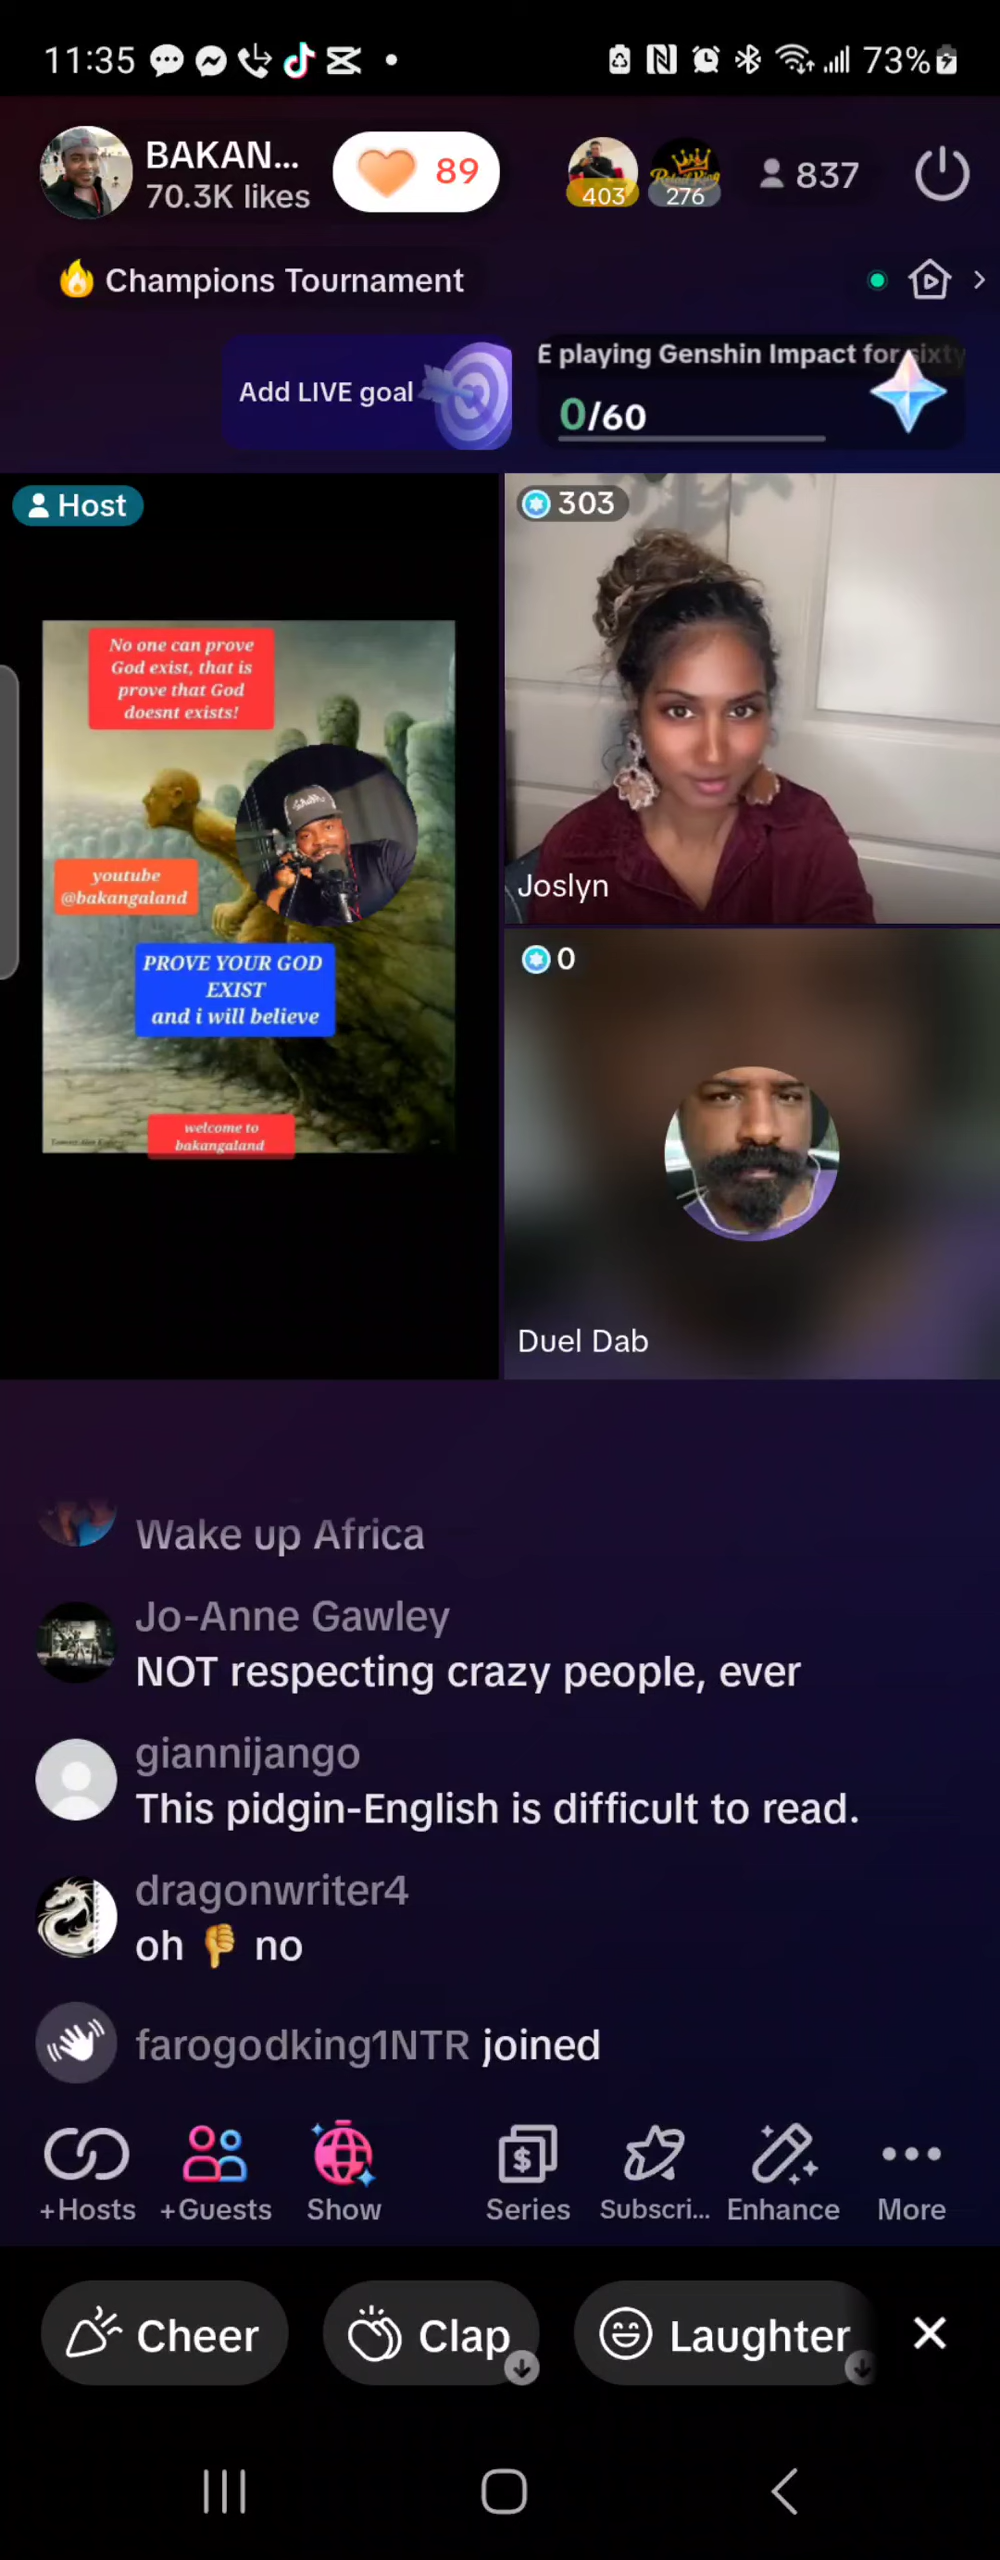 11:35
73%
BAKAN...
70.3K likes
89
403
276
837
🔥 Champions Tournament
Add LIVE goal
E playing Genshin Impact for sixty
0/60
Host
No one can prove
God exist, that is
prove that God
doesnt exists!
youtube
@bakangaland
PROVE YOUR GOD
EXIST
and i will believe
welcome to
bakangaland
303
Joslyn
0
Duel Dab
Wake up Africa
Jo-Anne Gawley
NOT respecting crazy people, ever
giannijango
This pidgin-English is difficult to read.
dragonwriter4
oh 👎 no
farogodking1NTR joined
+Hosts
+Guests
Show
Series
Subscri...
Enhance
More
Cheer
Clap
Laughter